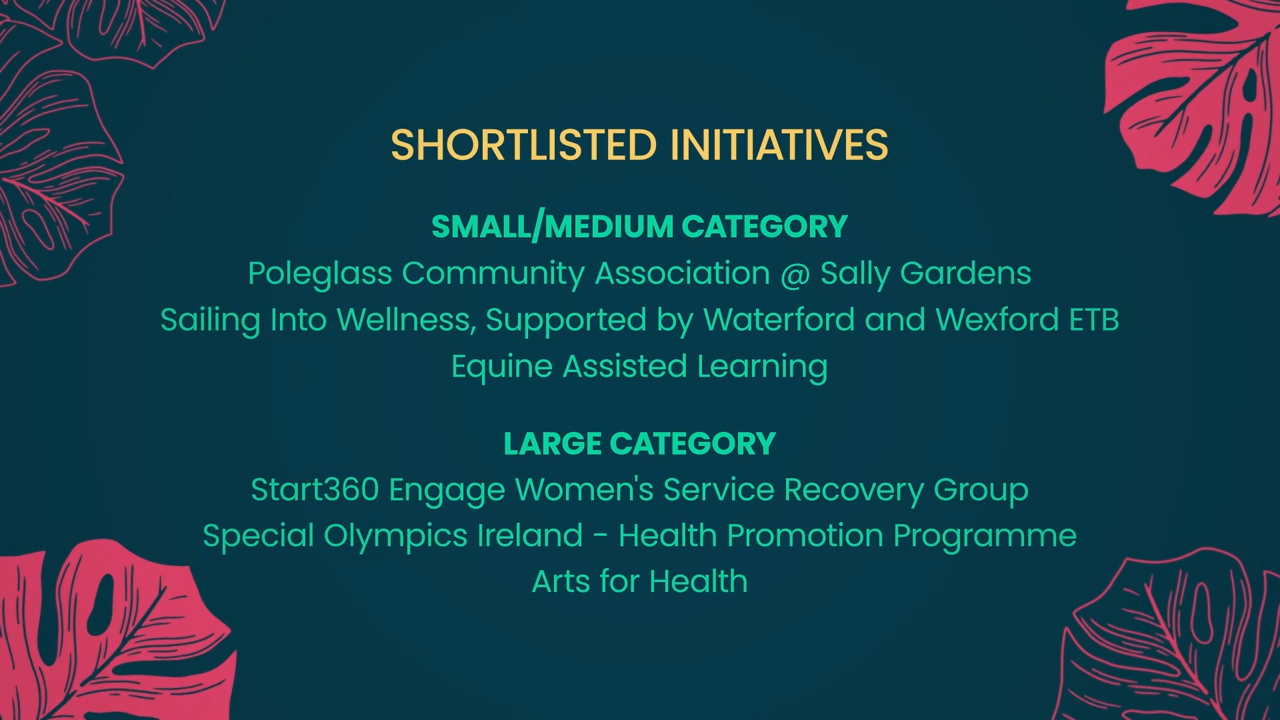 SHORTLISTED INITIATIVES
SMALL/MEDIUM CATEGORY
Poleglass Community Association @ Sally Gardens
Sailing Into Wellness, Supported by Waterford and Wexford ETB
Equine Assisted Learning
LARGE CATEGORY
Start360 Engage Women's Service Recovery Group
Special Olympics Ireland - Health Promotion Programme
Arts for Health